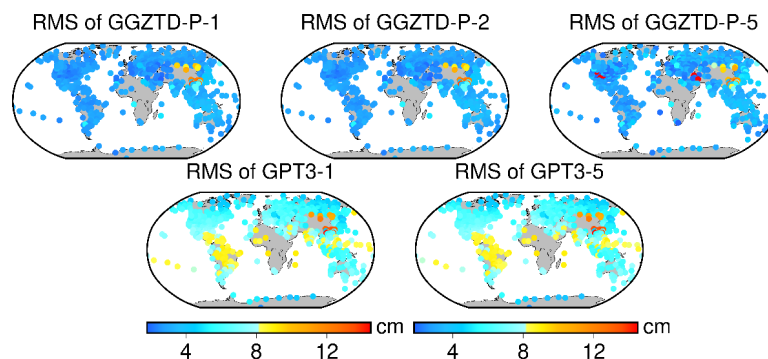 RMS of GGZTD-P-1 RMS of GGZTD-P-2 RMS of GGZTD-P-5
RMS of GPT3-1 RMS of GPT3-5
cm cm
4 8 12 4 8 12